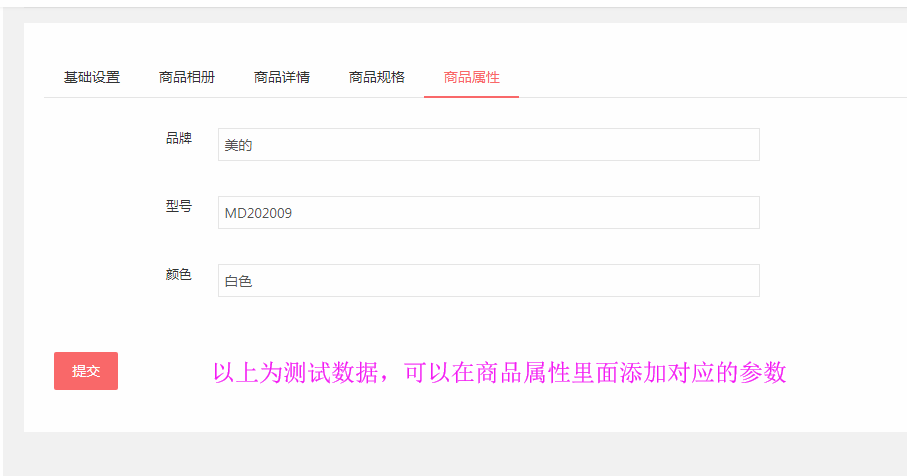 基础设置 商品相册 商品详情 商品规格 商品属性
品牌 美的
型号 MD202009
颜色 白色
提交 以上为测试数据，可以在商品属性里面添加对应的参数